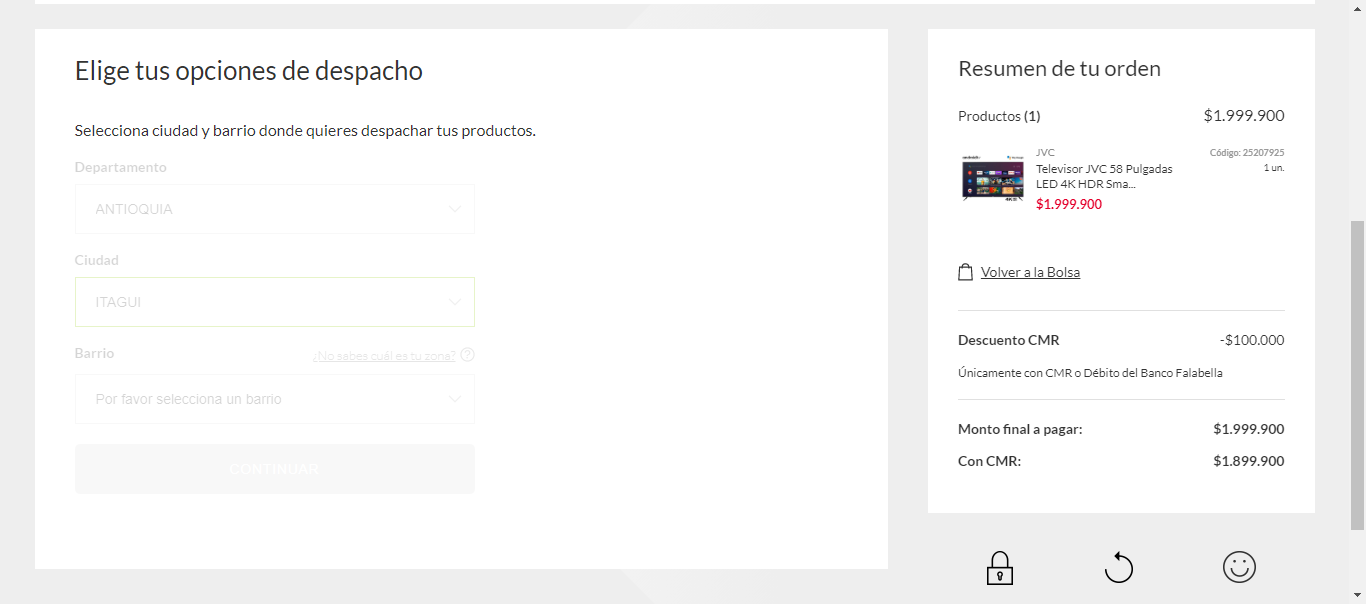 Elige tus opciones de despacho
Selecciona ciudad y barrio donde quieres despachar tus productos.
Departamento
ANTIOQUIA
Ciudad
ITAGUI
Barrio
¿No sabes cuál es tu zona? ?
Por favor selecciona un barrio
CONTINUAR
Resumen de tu orden
Productos (1) $1.999.900
JVC Código: 25207925
Televisor JVC 58 Pulgadas 1 un.
LED 4K HDR Sma...
$1.999.900
Volver a la Bolsa
Descuento CMR -$100.000
Únicamente con CMR o Débito del Banco Falabella
Monto final a pagar: $1.999.900
Con CMR: $1.899.900